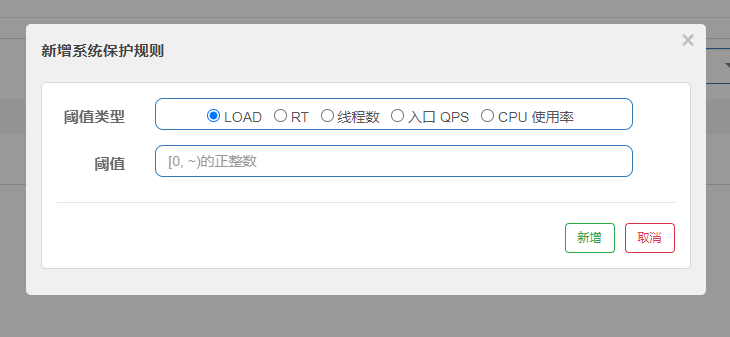 新增系统保护规则
×
阈值类型 LOAD RT 线程数 入口 QPS CPU 使用率
阈值 [0, ~)的正整数
新增 取消